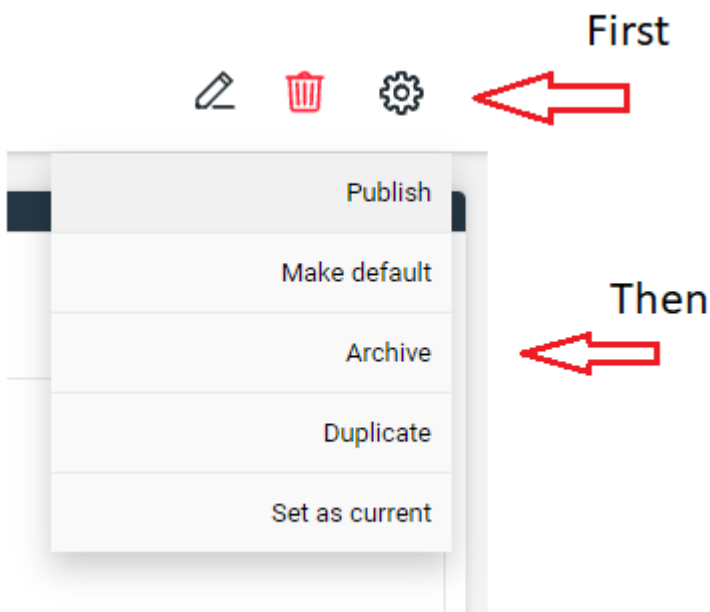 First
Publish
Make default
Then
Archive
Duplicate
Set as current